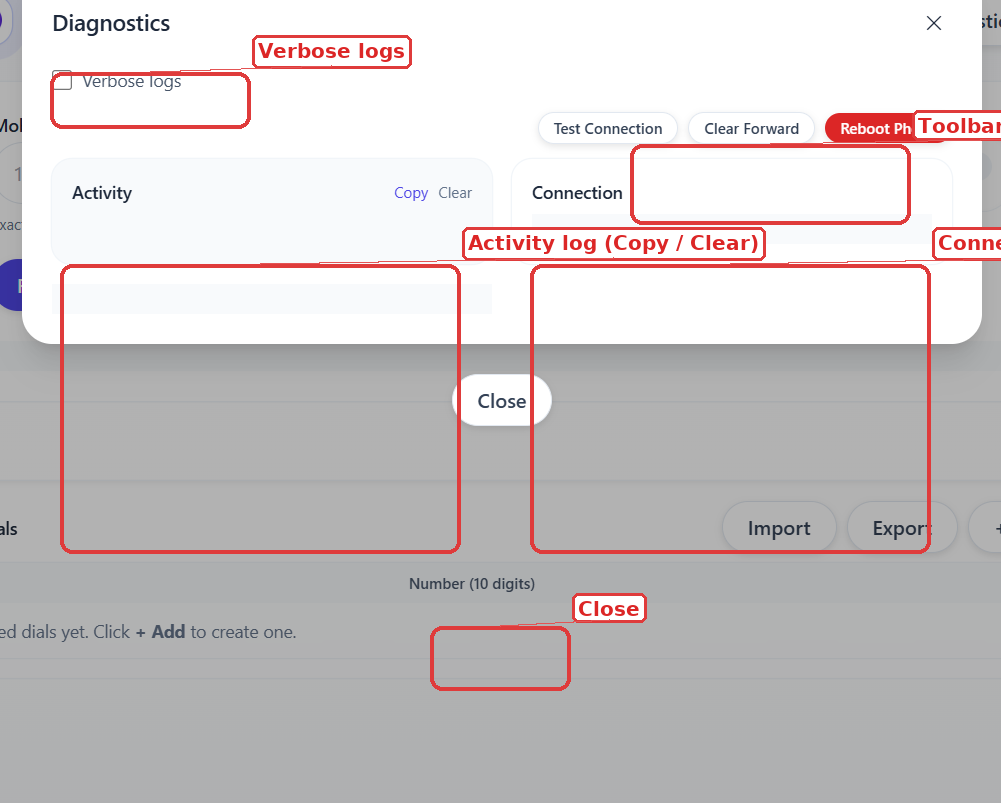 Diagnostics
Verbose logs
Verbose logs
Test Connection
Clear Forward
Reboot Ph
Toolbar
Activity
Copy
Clear
Connection
Activity log (Copy / Clear)
Conne
Close
Import
Export
+
als
Number (10 digits)
Close
ed dials yet. Click + Add to create one.